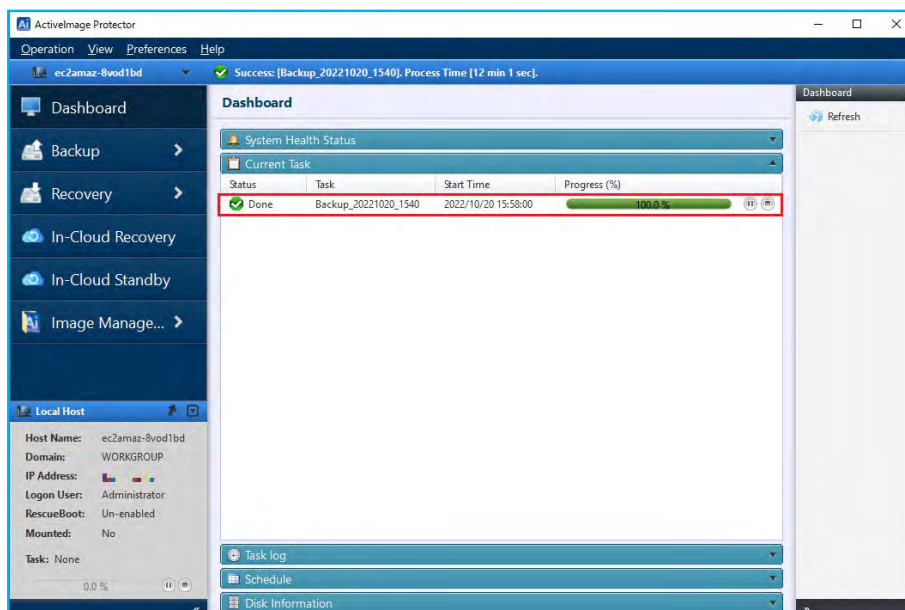 ActiveImage Protector
Operation View Preferences Help
ec2amaz-8vod1bd
Success: [Backup_20221020_1540]. Process Time [12 min 1 sec].
Dashboard
Backup
Recovery
In-Cloud Recovery
In-Cloud Standby
Image Manage...
Local Host
Host Name: ec2amaz-8vod1bd
Domain: WORKGROUP
IP Address:
Logon User: Administrator
RescueBoot: Un-enabled
Mounted: No
Task: None
0.0 %
Dashboard
System Health Status
Current Task
Status Task Start Time Progress (%)
Done Backup_20221020_1540 2022/10/20 15:58:00 100.0 %
Task log
Schedule
Disk Information
Dashboard
Refresh